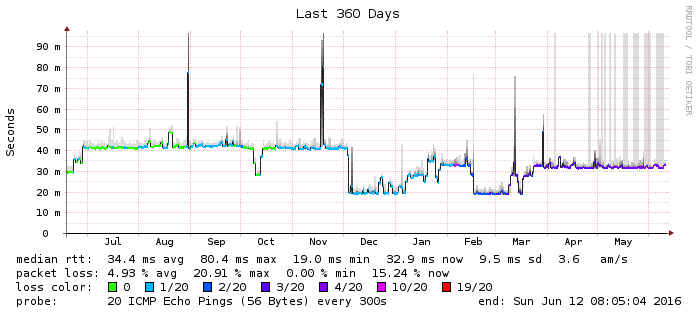 Last 360 Days
RRDTOOL / TOBI OETIKER
Seconds
90 m
80 m
70 m
60 m
50 m
40 m
30 m
20 m
10 m
0
Jul Aug Sep Oct Nov Dec Jan Feb Mar Apr May
median rtt: 34.4 ms avg 80.4 ms max 19.0 ms min 32.9 ms now 9.5 ms sd 3.6 am/s
packet loss: 4.93 % avg 20.91 % max 0.00 % min 15.24 % now
loss color: 0 1/20 2/20 3/20 4/20 10/20 19/20
probe: 20 ICMP Echo Pings (56 Bytes) every 300s end: Sun Jun 12 08:05:04 2016